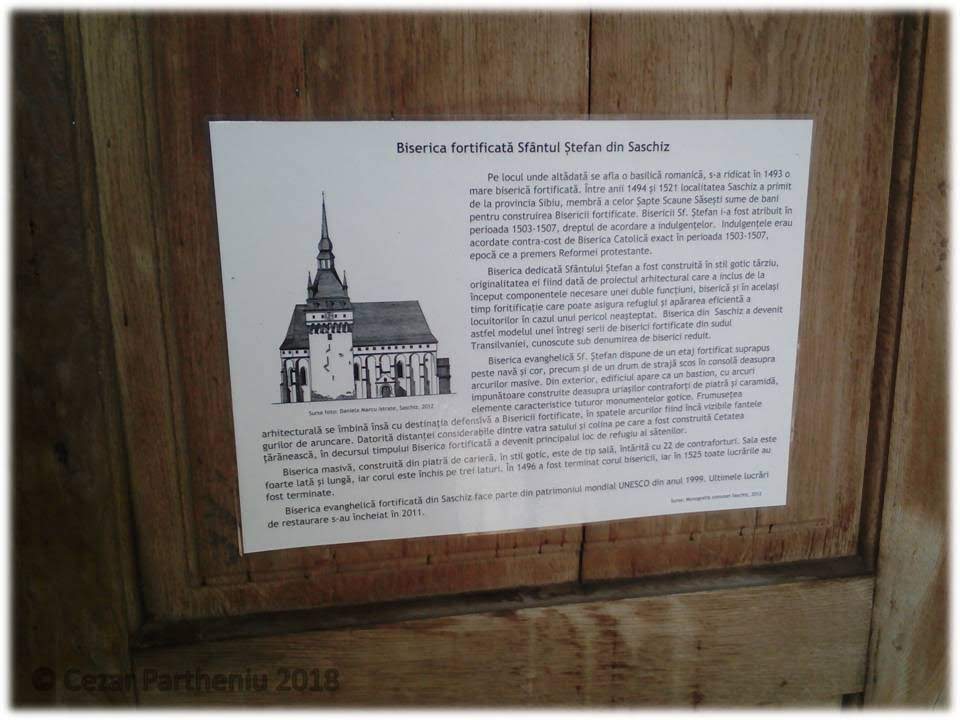 Biserica fortificată Sfântul Ștefan din Saschiz
Pe locul unde altădată se afla o basilică romanică, s-a ridicat în 1493 o
mare biserică fortificată. Între anii 1494 și 1521 localitatea Saschiz a primit
de la provincia Sibiu, membră a celor Șapte Scaune Săsești sume de bani
pentru construirea Bisericii fortificate. Bisericii Sf. Ștefan i-a fost atribuit în
perioada 1503-1507, dreptul de acordare a indulgențelor. Indulgențele erau
acordate contra-cost de Biserica Catolică exact în perioada 1503-1507,
epocă ce a premers Reformei protestante.
Biserica dedicată Sfântului Ștefan a fost construită în stil gotic târziu,
originalitatea ei fiind dată de proiectul arhitectural care a inclus de la
început componentele necesare unei duble funcțiuni, biserică și în același
timp foritificație care poate asigura refugiul și apărarea eficientă a
locuitorilor în cazul unui pericol neașteptat. Biserica din Saschiz a devenit
astfel modelul unei întregi serii de biserici fortificate din sudul
Transilvaniei, cunoscute sub denumirea de biserici reduit.
Biserica evanghelică Sf. Ștefan dispune de un etaj fortificat suprapus
peste navă și cor, precum și de un drum de strajă scos în consolă deasupra
arcurilor masive. Din exterior, edificiul apare ca un bastion, cu arcuri
impunătoare construite deasupra uriașilor contraforți de piatră și caramidă,
elemente caracteristice tuturor monumentelor gotice. Frumusețea
Sursa foto: Daniela Marcu Istrate, Saschiz, 2012
arhitecturală se îmbină însă cu destinația defensivă a Bisericii fortificate, în spatele arcurilor fiind încă vizibile fantele
gurilor de aruncare. Datorită distanței considerabile dintre vatra satului și colina pe care a fost construită Cetatea
țărănească, în decursul timpului Biserica fortificată a devenit principalul loc de refugiu al sătenilor.
Biserica masivă, construită din piatră de carieră, în stil gotic, este de tip sală, întărită cu 22 de contraforturi. Sala este
foarte lată și lungă, iar corul este închis pe trei laturi. În 1496 a fost terminat corul bisericii, iar în 1525 toate lucrările au
fost terminate.
Biserica evanghelică fortificată din Saschiz face parte din patrimoniul mondial UNESCO din anul 1999. Ultimele lucrări
de restaurare s-au încheiat în 2011.
Sursa: Monografia comunei Saschiz, 2012
© Cezar Partheniu 2018